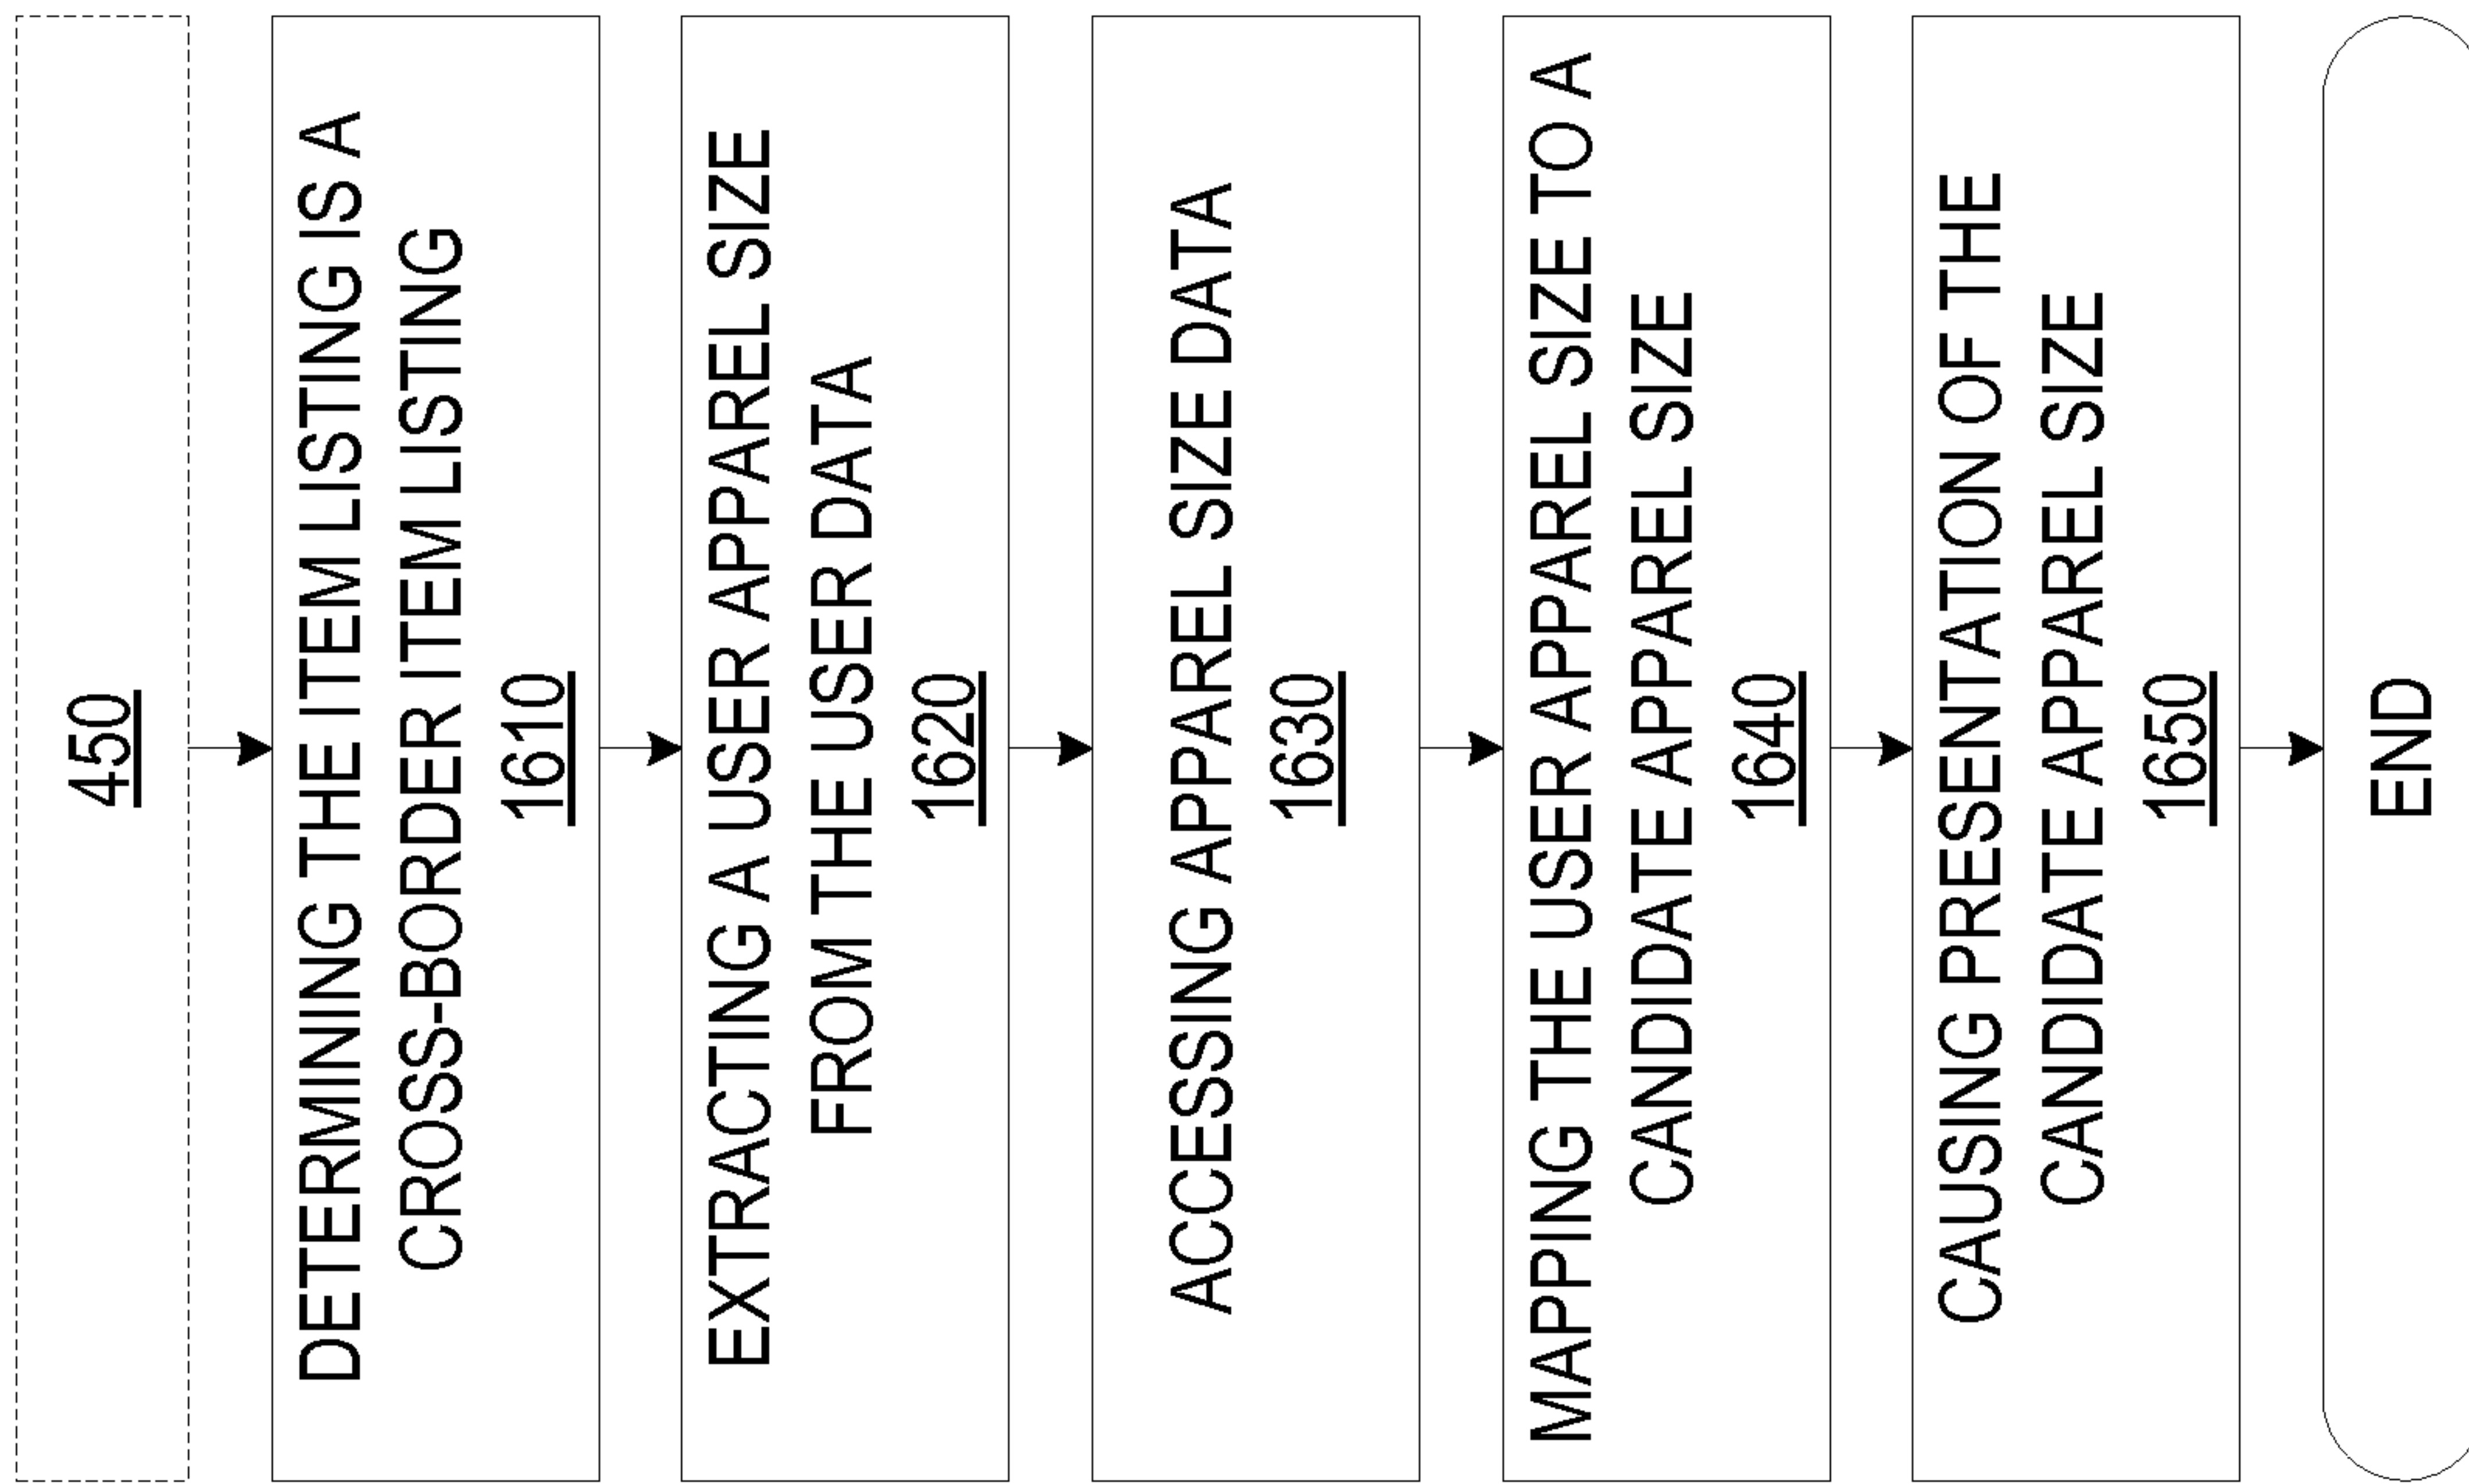 450
DETERMINING THE ITEM LISTING IS A
CROSS-BORDER ITEM LISTING
1610
EXTRACTING A USER APPAREL SIZE
FROM THE USER DATA
1620
ACCESSING APPAREL SIZE DATA
1630
MAPPING THE USER APPAREL SIZE TO A
CANDIDATE APPAREL SIZE
1640
CAUSING PRESENTATION OF THE
CANDIDATE APPAREL SIZE
1650
END